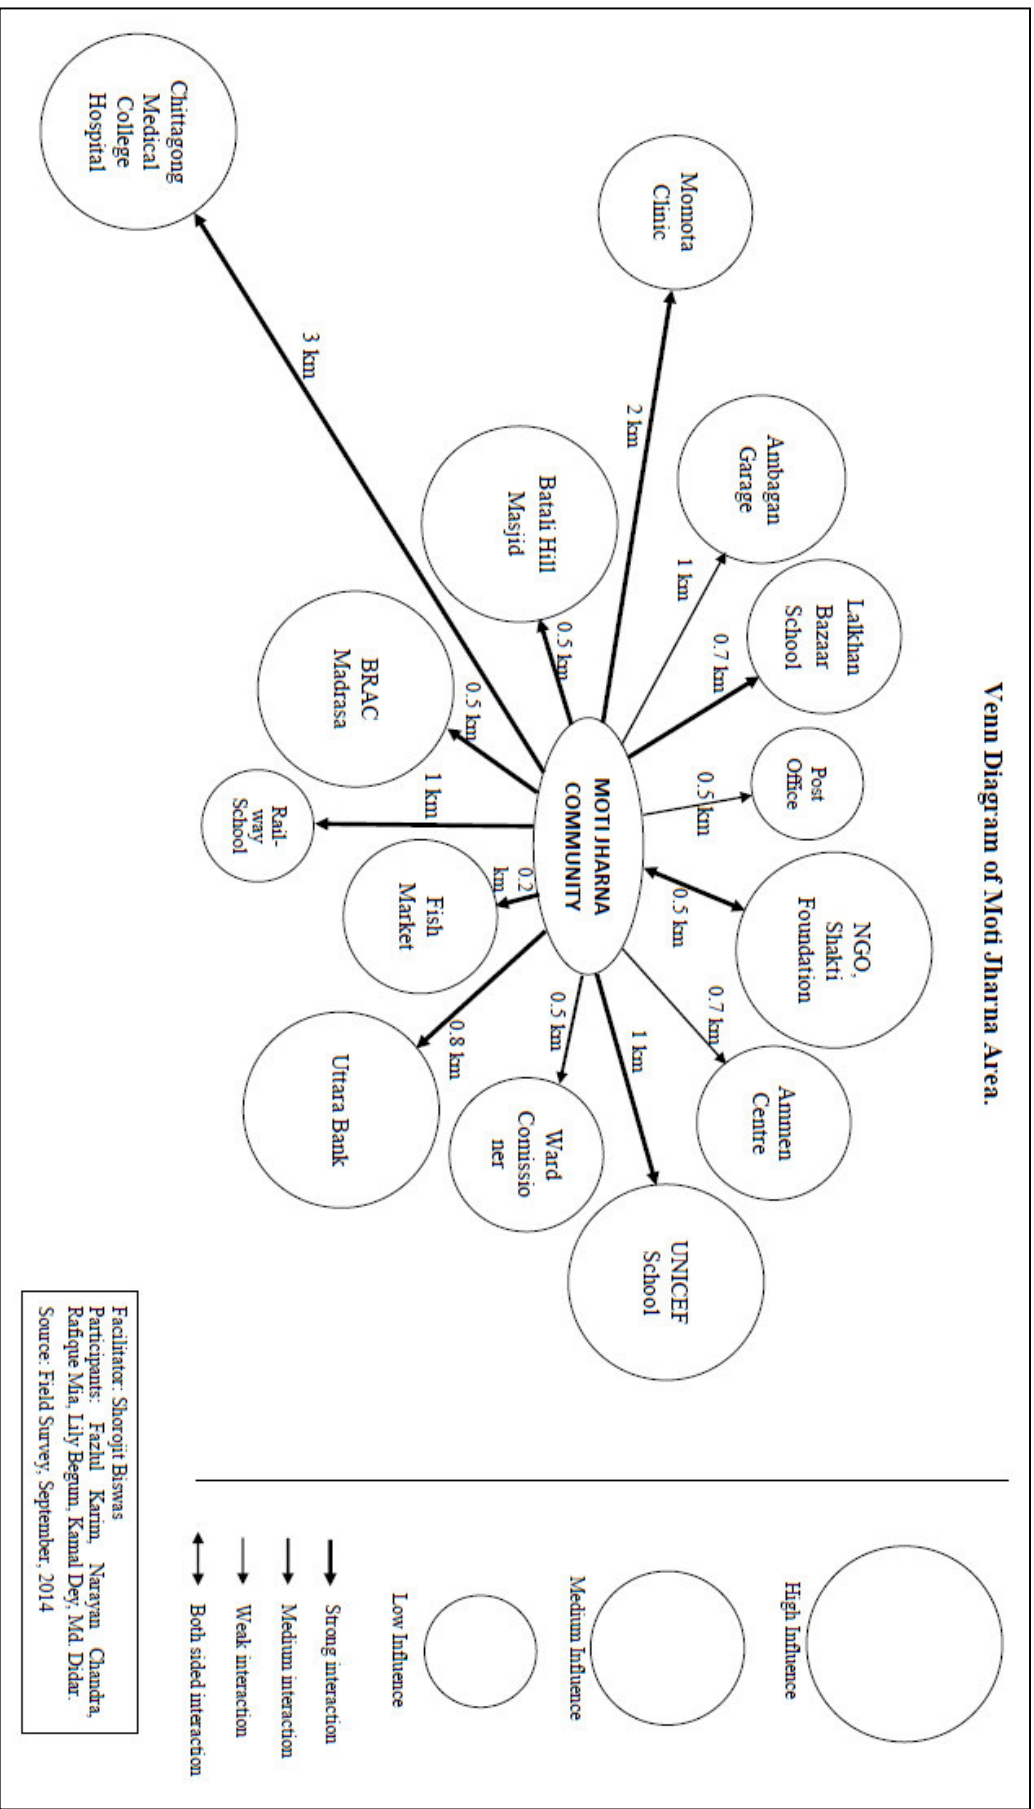 Venn Diagram of Moti Jharna Area.
Chittagong
Medical
College
Hospital
Momota
Clinic
Ambagan
Garage
Lalkhan
Bazaar
School
Post
Office
NGO,
Shakti
Foundation
Ammen
Centre
UNICEF
School
Ward
Comissio
ner
Uttara Bank
Fish
Market
Rail-
way
School
BRAC
Madrasa
Batali Hill
Masjid
MOTI JHARNA
COMMUNITY
3 km
2 km
1 km
0.7 km
0.5 km
0.5 km
0.7 km
1 km
0.5 km
0.8 km
0.2
km
1 km
0.5 km
0.5 km
High Influence
Medium Influence
Low Influence
Strong interaction
Medium interaction
Weak interaction
Both sided interaction
Facilitator: Shorojit Biswas
Participants: Fazlul Karim, Narayan Chandra,
Rafique Mia, Lily Begum, Kamal Dey, Md. Didar.
Source: Field Survey, September, 2014